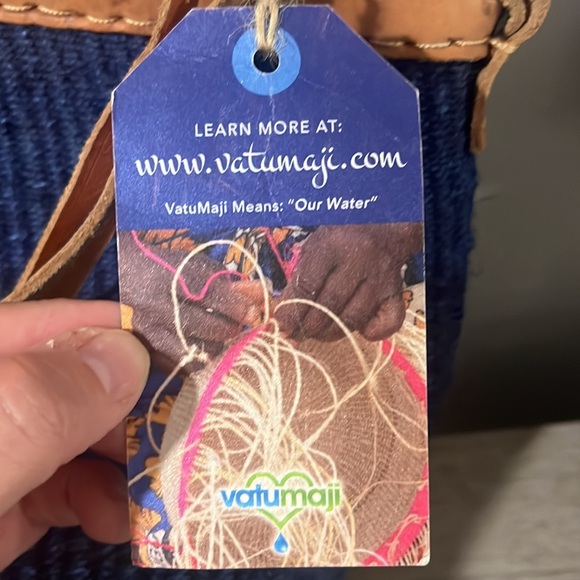 LEARN MORE AT:
www.vatumaji.com
VatuMaji Means: "Our Water"
vatumaji